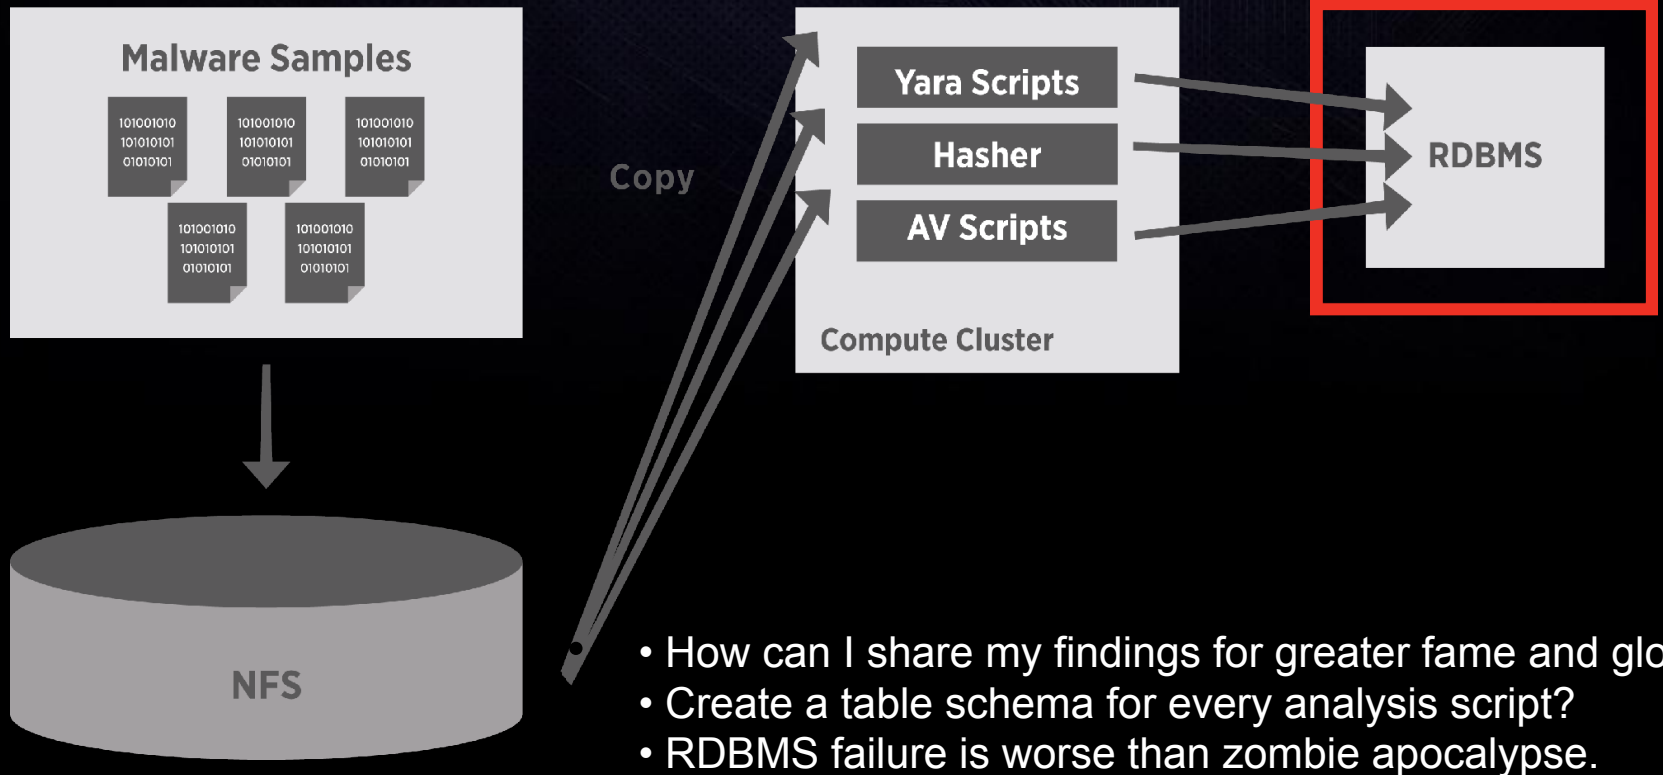 Malware Samples
101001010
101010101
01010101
101001010
101010101
01010101
101001010
101010101
01010101
101001010
101010101
01010101
101001010
101010101
01010101
NFS
Copy
Yara Scripts
Hasher
AV Scripts
Compute Cluster
RDBMS
• How can I share my findings for greater fame and glo
• Create a table schema for every analysis script?
• RDBMS failure is worse than zombie apocalypse.